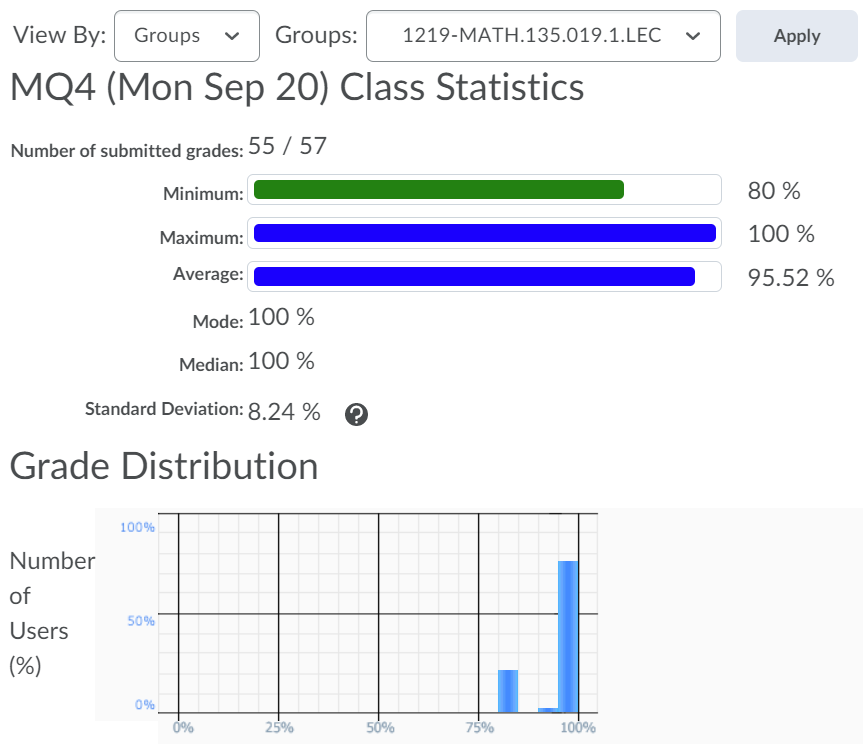 View By: Groups Groups: 1219-MATH.135.019.1.LEC Apply
MQ4 (Mon Sep 20) Class Statistics
Number of submitted grades: 55 / 57
Minimum: 80 %
Maximum: 100 %
Average: 95.52 %
Mode: 100 %
Median: 100 %
Standard Deviation: 8.24 % ?
Grade Distribution
Number
of
Users
(%)
100%
50%
0%
0% 25% 50% 75% 100%